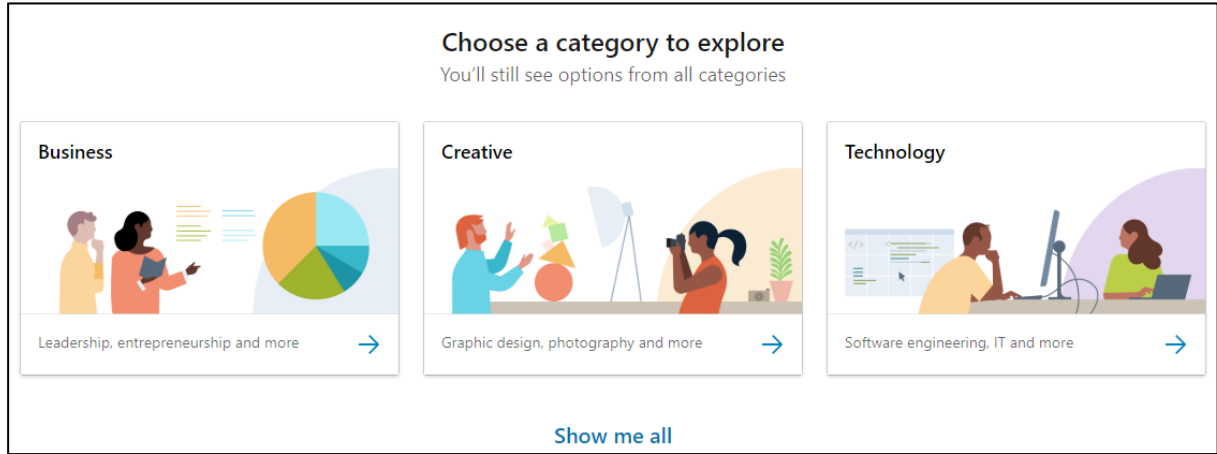 Choose a category to explore
You'll still see options from all categories
Business
Creative
Technology
</>
Leadership, entrepreneurship and more
Graphic design, photography and more
Software engineering, IT and more
Show me all